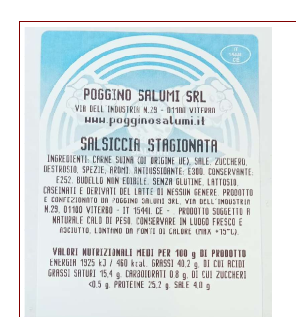 POGGINO SALUMI SRL
VIA DELL INDUSTRIA N.29 - 01100 VITERBO
www.pogginosalumi.it
SALSICCIA STAGIONATA
INGREDIENTI: CARNE SUINA (DI ORIGINE UE), SALE, ZUCCHERO,
DESTROSIO, SPEZIE, AROMI. ANTIOSSIDANTE: E300. CONSERVANTE:
E252. BUDELLO NON EDIBILE. SENZA GLUTINE, LATTOSIO,
CASEINATI E DERIVATI DEL LATTE DI NESSUN GENERE. PRODOTTO
E CONFEZIONATO DA POGGINO SALUMI SRL, VIA DELL'INDUSTRIA
N.29, 01100 VITERBO - IT 1544L CE - . PRODOTTO SUGGETTO A
NATURALE CALO DI PESO. CONSERVARE IN LUOGO FRESCO E
ASCIUTTO, LONTANO DA FONTI DI CALORE (MAX +15°C).
VALORI NUTRIZIONALI MEDI PER 100 g DI PRODOTTO
ENERGIA 1925 kJ / 460 kcal. GRASSI 40,2 g, DI CUI ACIDI
GRASSI SATURI 15,4 g. CARBOIDRATI 0,8 g, DI CUI ZUCCHERI
<0,5 g. PROTEINE 25,2 g. SALE 4,0 g